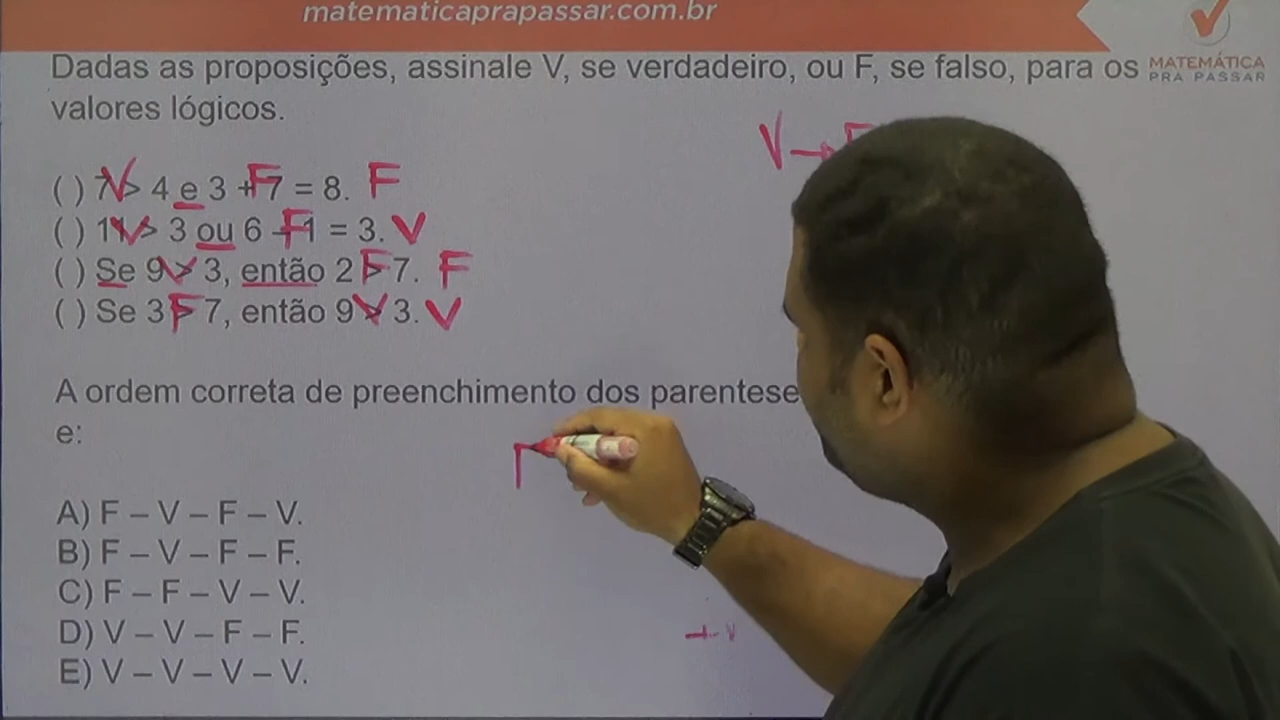 matematicaprapassar.com.br
MATEMÁTICA
PRA PASSAR
Dadas as proposições, assinale V, se verdadeiro, ou F, se falso, para os
valores lógicos.
V → F
( ) 7 > 4 e 3 + 7 = 8. F
V F
( ) 11 > 3 ou 6 – 1 = 3. V
V F
( ) Se 9 > 3, então 2 > 7. F
V F
( ) Se 3 > 7, então 9 > 3. V
F V
A ordem correta de preenchimento dos parentese
e:
A) F – V – F – V.
B) F – V – F – F.
C) F – F – V – V.
D) V – V – F – F.
E) V – V – V – V.